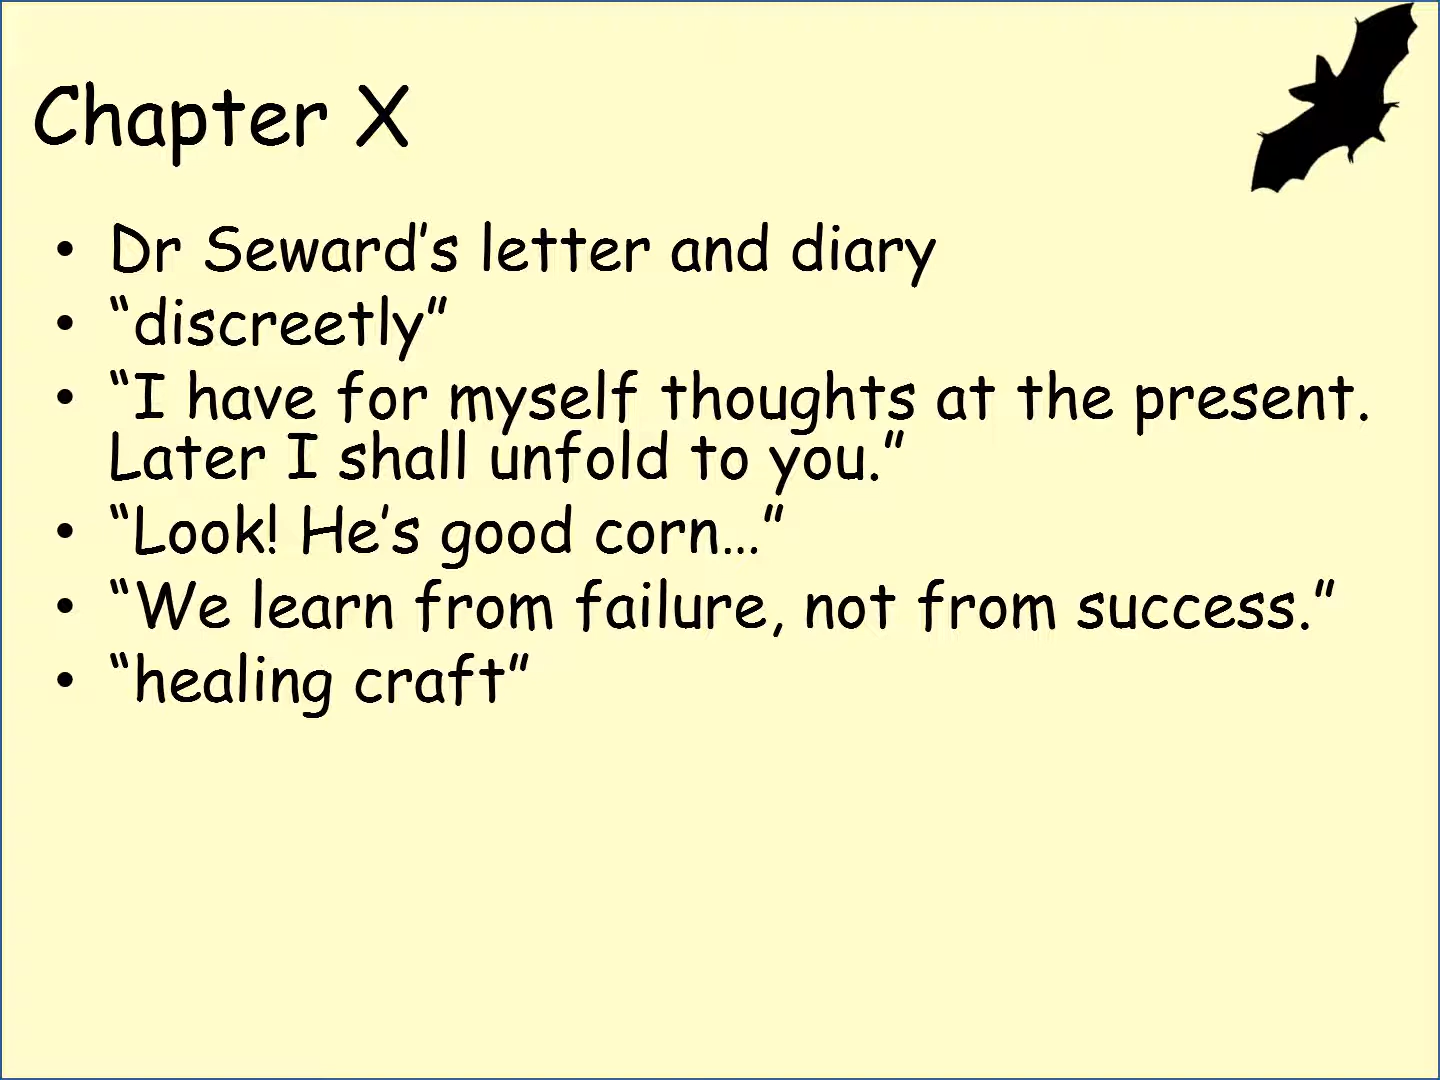 Chapter X
• Dr Seward’s letter and diary
• “discreetly”
• “I have for myself thoughts at the present.
Later I shall unfold to you.”
• “Look! He’s good corn…”
• “We learn from failure, not from success.”
• “healing craft”